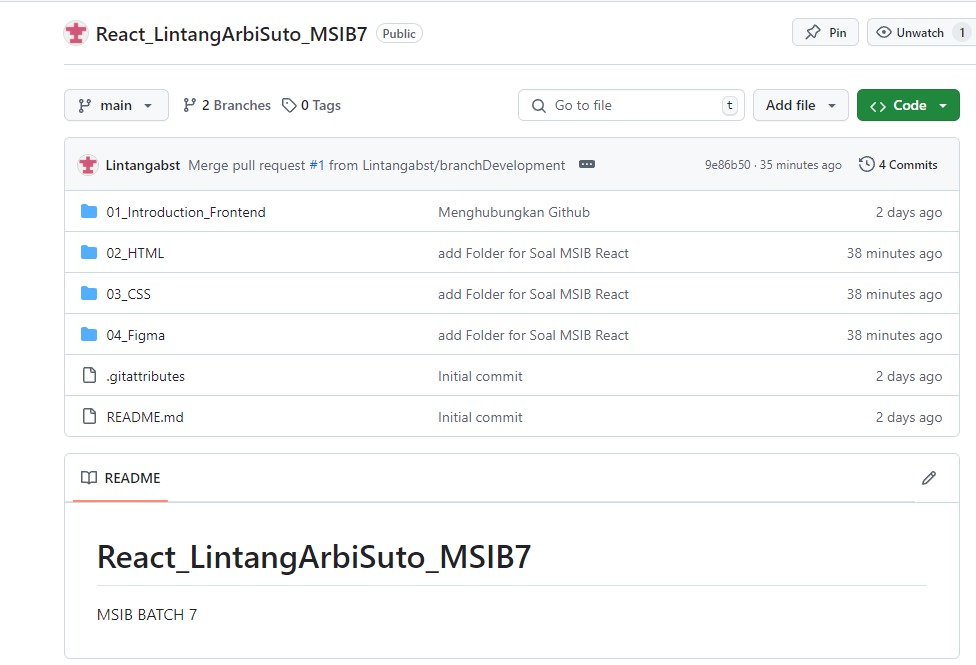 React_LintangArbiSuto_MSIB7 Public Pin Unwatch 1
main 2 Branches 0 Tags Go to file t Add file <> Code
Lintangabst Merge pull request #1 from Lintangabst/branchDevelopment 9e86b50 · 35 minutes ago 4 Commits
01_Introduction_Frontend Menghubungkan Github 2 days ago
02_HTML add Folder for Soal MSIB React 38 minutes ago
03_CSS add Folder for Soal MSIB React 38 minutes ago
04_Figma add Folder for Soal MSIB React 38 minutes ago
.gitattributes Initial commit 2 days ago
README.md Initial commit 2 days ago
README
React_LintangArbiSuto_MSIB7
MSIB BATCH 7